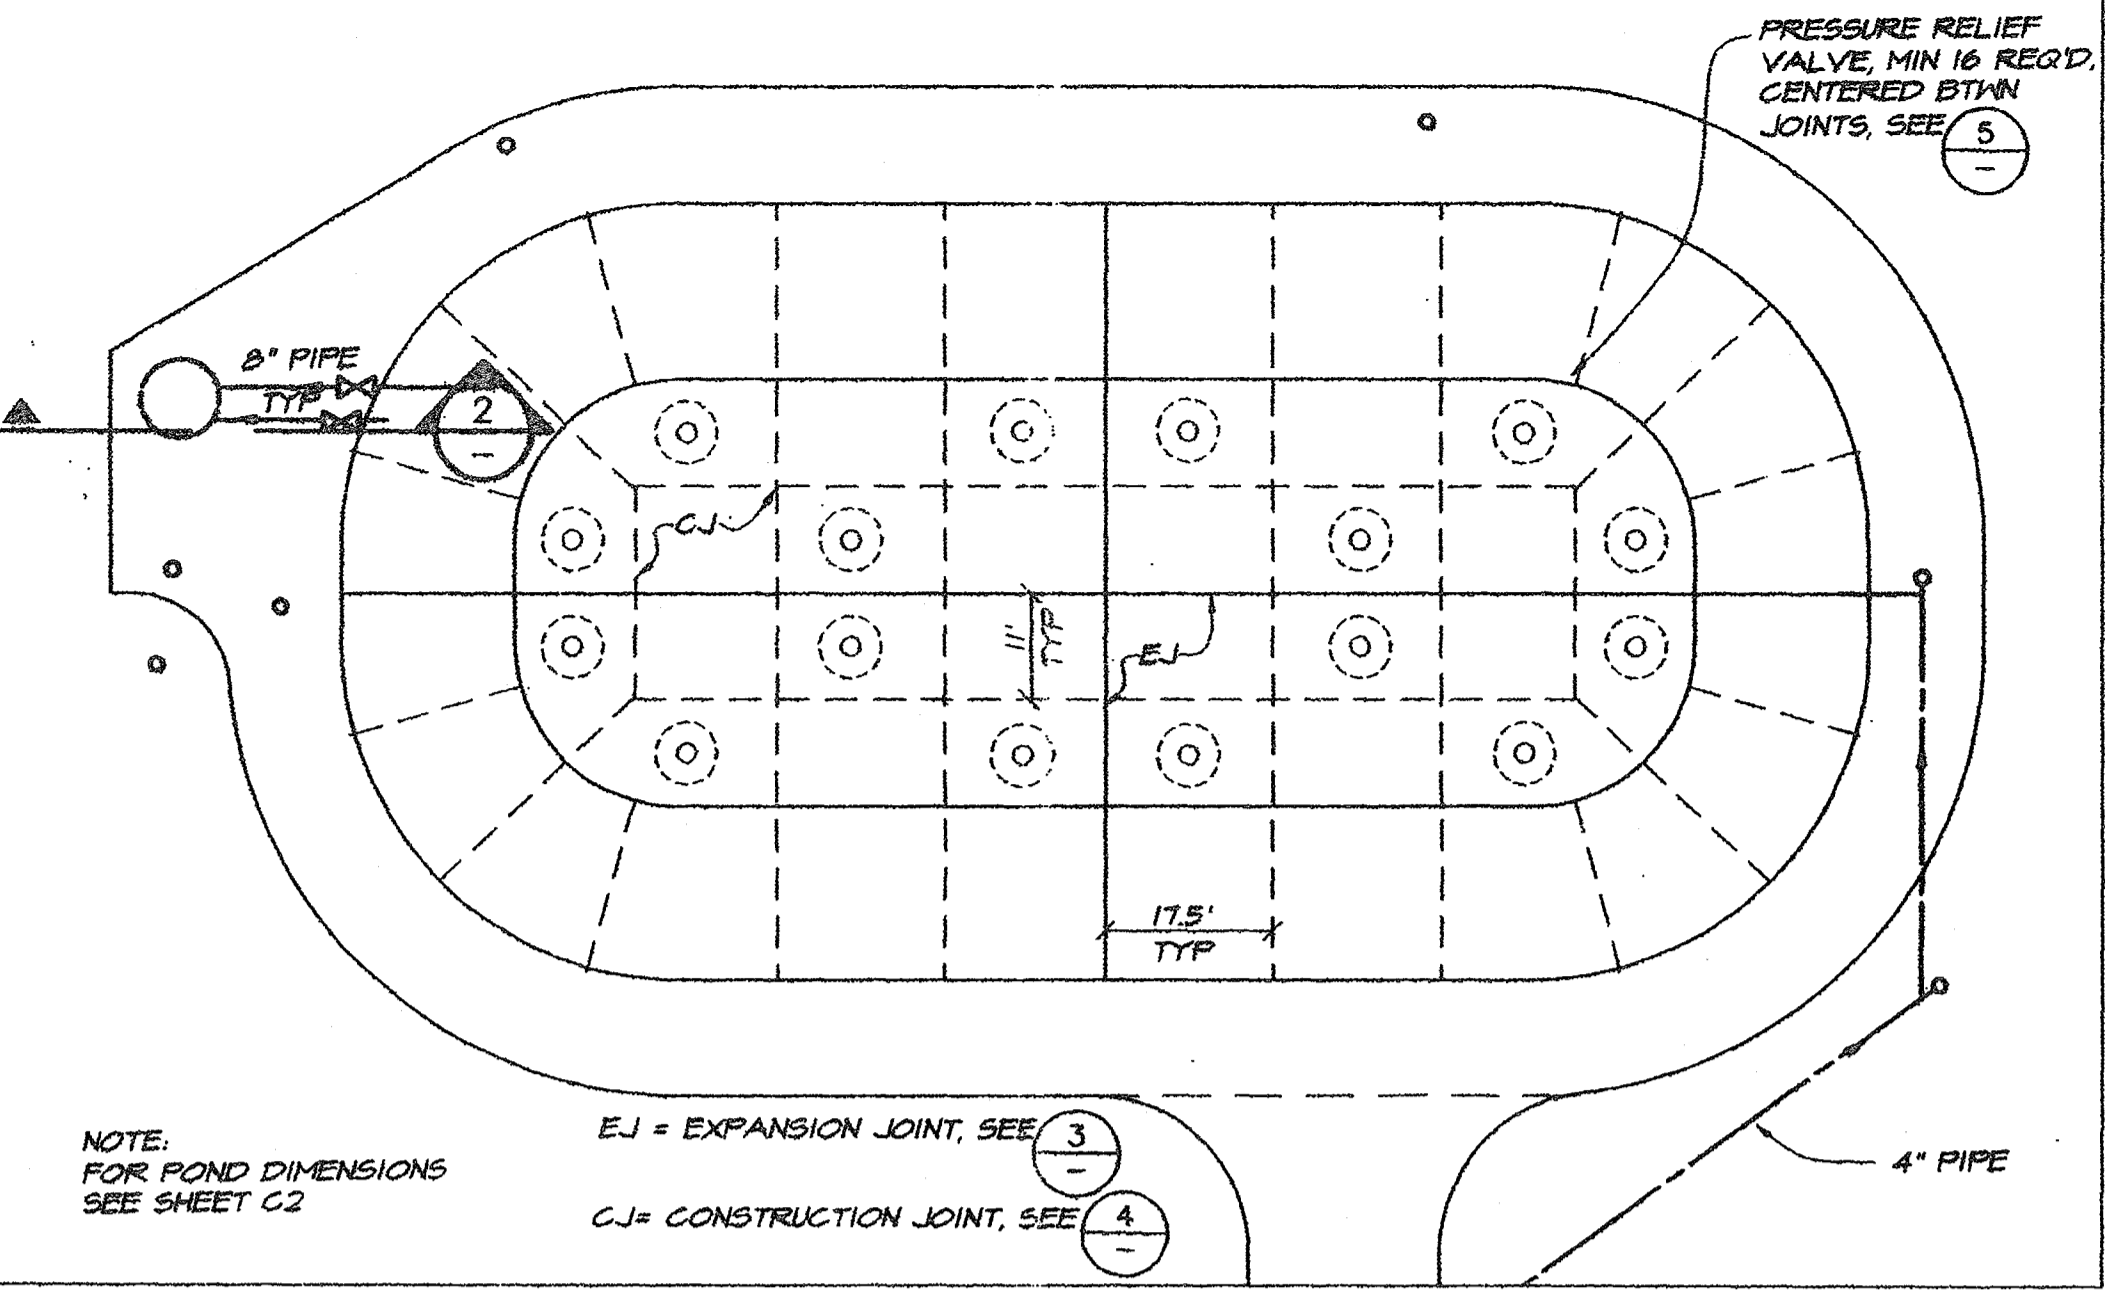 PRESSURE RELIEF
VALVE, MIN 16 REQ'D,
CENTERED BTWN
JOINTS, SEE
5
-
8" PIPE
TYP
2
-
CJ
11'
TYP
EJ
17.5'
TYP
NOTE:
FOR POND DIMENSIONS
SEE SHEET C2
EJ = EXPANSION JOINT, SEE
3
-
CJ= CONSTRUCTION JOINT, SEE
4
-
4" PIPE